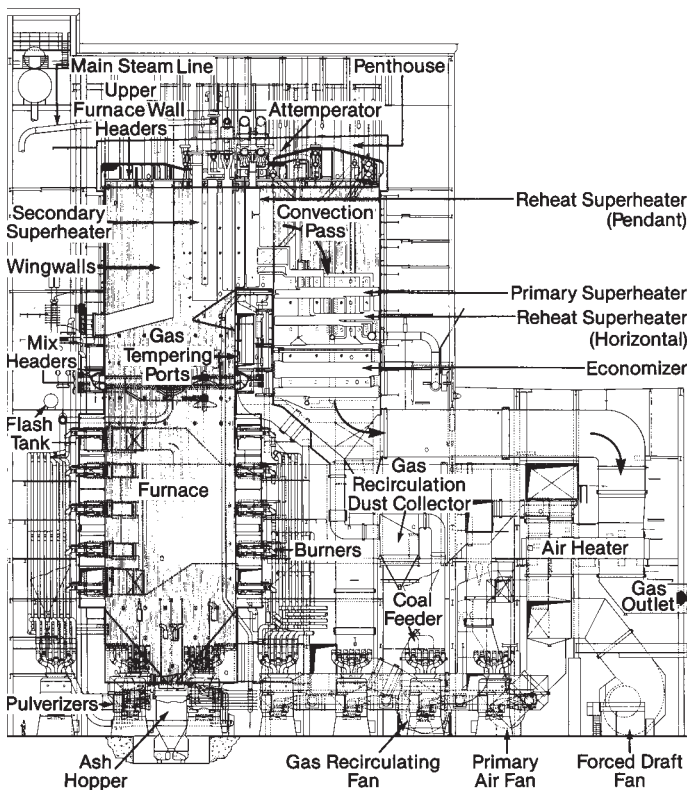 Main Steam Line
Penthouse
Upper
Furnace Wall
Headers
Attemperator
Secondary
Superheater
Convection
Pass
Reheat Superheater
(Pendant)
Wingwalls
Primary Superheater
Reheat Superheater
(Horizontal)
Mix
Headers
Gas
Tempering
Ports
Economizer
Flash
Tank
Furnace
Gas
Recirculation
Dust Collector
Burners
Air Heater
Coal
Feeder
Gas
Outlet
Pulverizers
Ash
Hopper
Gas Recirculating
Fan
Primary
Air Fan
Forced Draft
Fan